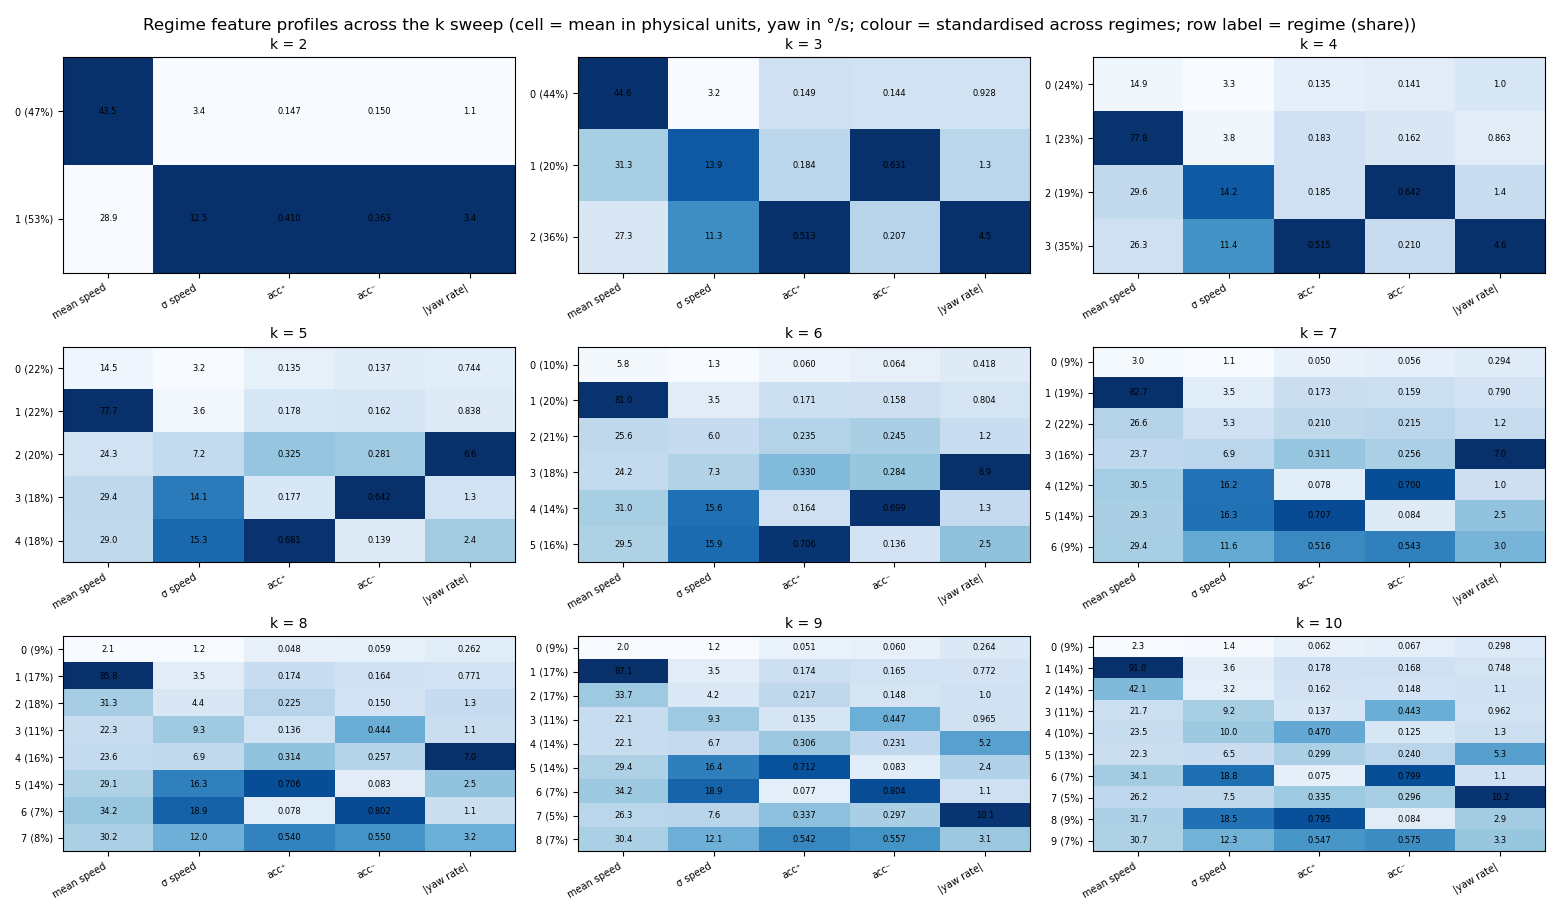 Regime feature profiles across the k sweep (cell = mean in physical units, yaw in °/s; colour = standardised across regimes; row label = regime (share))
k = 2
0 (47%) 43.5 3.4 0.147 0.150 1.1
1 (53%) 28.9 12.5 0.410 0.363 3.4
mean speed σ speed acc⁺ acc⁻ |yaw rate|
k = 3
0 (44%) 44.6 3.2 0.149 0.144 0.928
1 (20%) 31.3 13.9 0.184 0.631 1.3
2 (36%) 27.3 11.3 0.513 0.207 4.5
mean speed σ speed acc⁺ acc⁻ |yaw rate|
k = 4
0 (24%) 14.9 3.3 0.135 0.141 1.0
1 (23%) 77.8 3.8 0.183 0.162 0.863
2 (19%) 29.6 14.2 0.185 0.642 1.4
3 (35%) 26.3 11.4 0.515 0.210 4.6
mean speed σ speed acc⁺ acc⁻ |yaw rate|
k = 5
0 (22%) 14.5 3.2 0.135 0.137 0.744
1 (22%) 77.7 3.6 0.178 0.162 0.838
2 (20%) 24.3 7.2 0.325 0.281 6.6
3 (18%) 29.4 14.1 0.177 0.642 1.3
4 (18%) 29.0 15.3 0.681 0.139 2.4
mean speed σ speed acc⁺ acc⁻ |yaw rate|
k = 6
0 (10%) 5.8 1.3 0.060 0.064 0.418
1 (20%) 81.0 3.5 0.171 0.158 0.804
2 (21%) 25.6 6.0 0.235 0.245 1.2
3 (18%) 24.2 7.3 0.330 0.284 6.9
4 (14%) 31.0 15.6 0.164 0.699 1.3
5 (16%) 29.5 15.9 0.706 0.136 2.5
mean speed σ speed acc⁺ acc⁻ |yaw rate|
k = 7
0 (9%) 3.0 1.1 0.050 0.056 0.294
1 (19%) 82.7 3.5 0.173 0.159 0.790
2 (22%) 26.6 5.3 0.210 0.215 1.2
3 (16%) 23.7 6.9 0.311 0.256 7.0
4 (12%) 30.5 16.2 0.078 0.700 1.0
5 (14%) 29.3 16.3 0.707 0.084 2.5
6 (9%) 29.4 11.6 0.516 0.543 3.0
mean speed σ speed acc⁺ acc⁻ |yaw rate|
k = 8
0 (9%) 2.1 1.2 0.048 0.059 0.262
1 (17%) 85.8 3.5 0.174 0.164 0.771
2 (18%) 31.3 4.4 0.225 0.150 1.3
3 (11%) 22.3 9.3 0.136 0.444 1.1
4 (16%) 23.6 6.9 0.314 0.257 7.0
5 (14%) 29.1 16.3 0.706 0.083 2.5
6 (7%) 34.2 18.9 0.078 0.802 1.1
7 (8%) 30.2 12.0 0.540 0.550 3.2
mean speed σ speed acc⁺ acc⁻ |yaw rate|
k = 9
0 (9%) 2.0 1.2 0.051 0.060 0.264
1 (17%) 87.1 3.5 0.174 0.165 0.772
2 (17%) 33.7 4.2 0.217 0.148 1.0
3 (11%) 22.1 9.3 0.135 0.447 0.965
4 (14%) 22.1 6.7 0.306 0.231 5.2
5 (14%) 29.4 16.4 0.712 0.083 2.4
6 (7%) 34.2 18.9 0.077 0.804 1.1
7 (5%) 26.3 7.6 0.337 0.297 10.1
8 (7%) 30.4 12.1 0.542 0.557 3.1
mean speed σ speed acc⁺ acc⁻ |yaw rate|
k = 10
0 (9%) 2.3 1.4 0.062 0.067 0.298
1 (14%) 91.0 3.6 0.178 0.168 0.748
2 (14%) 42.1 3.2 0.162 0.148 1.1
3 (11%) 21.7 9.2 0.137 0.443 0.962
4 (10%) 23.5 10.0 0.470 0.125 1.3
5 (13%) 22.3 6.5 0.299 0.240 5.3
6 (7%) 34.1 18.8 0.075 0.799 1.1
7 (5%) 26.2 7.5 0.335 0.296 10.2
8 (9%) 31.7 18.5 0.795 0.084 2.9
9 (7%) 30.7 12.3 0.547 0.575 3.3
mean speed σ speed acc⁺ acc⁻ |yaw rate|